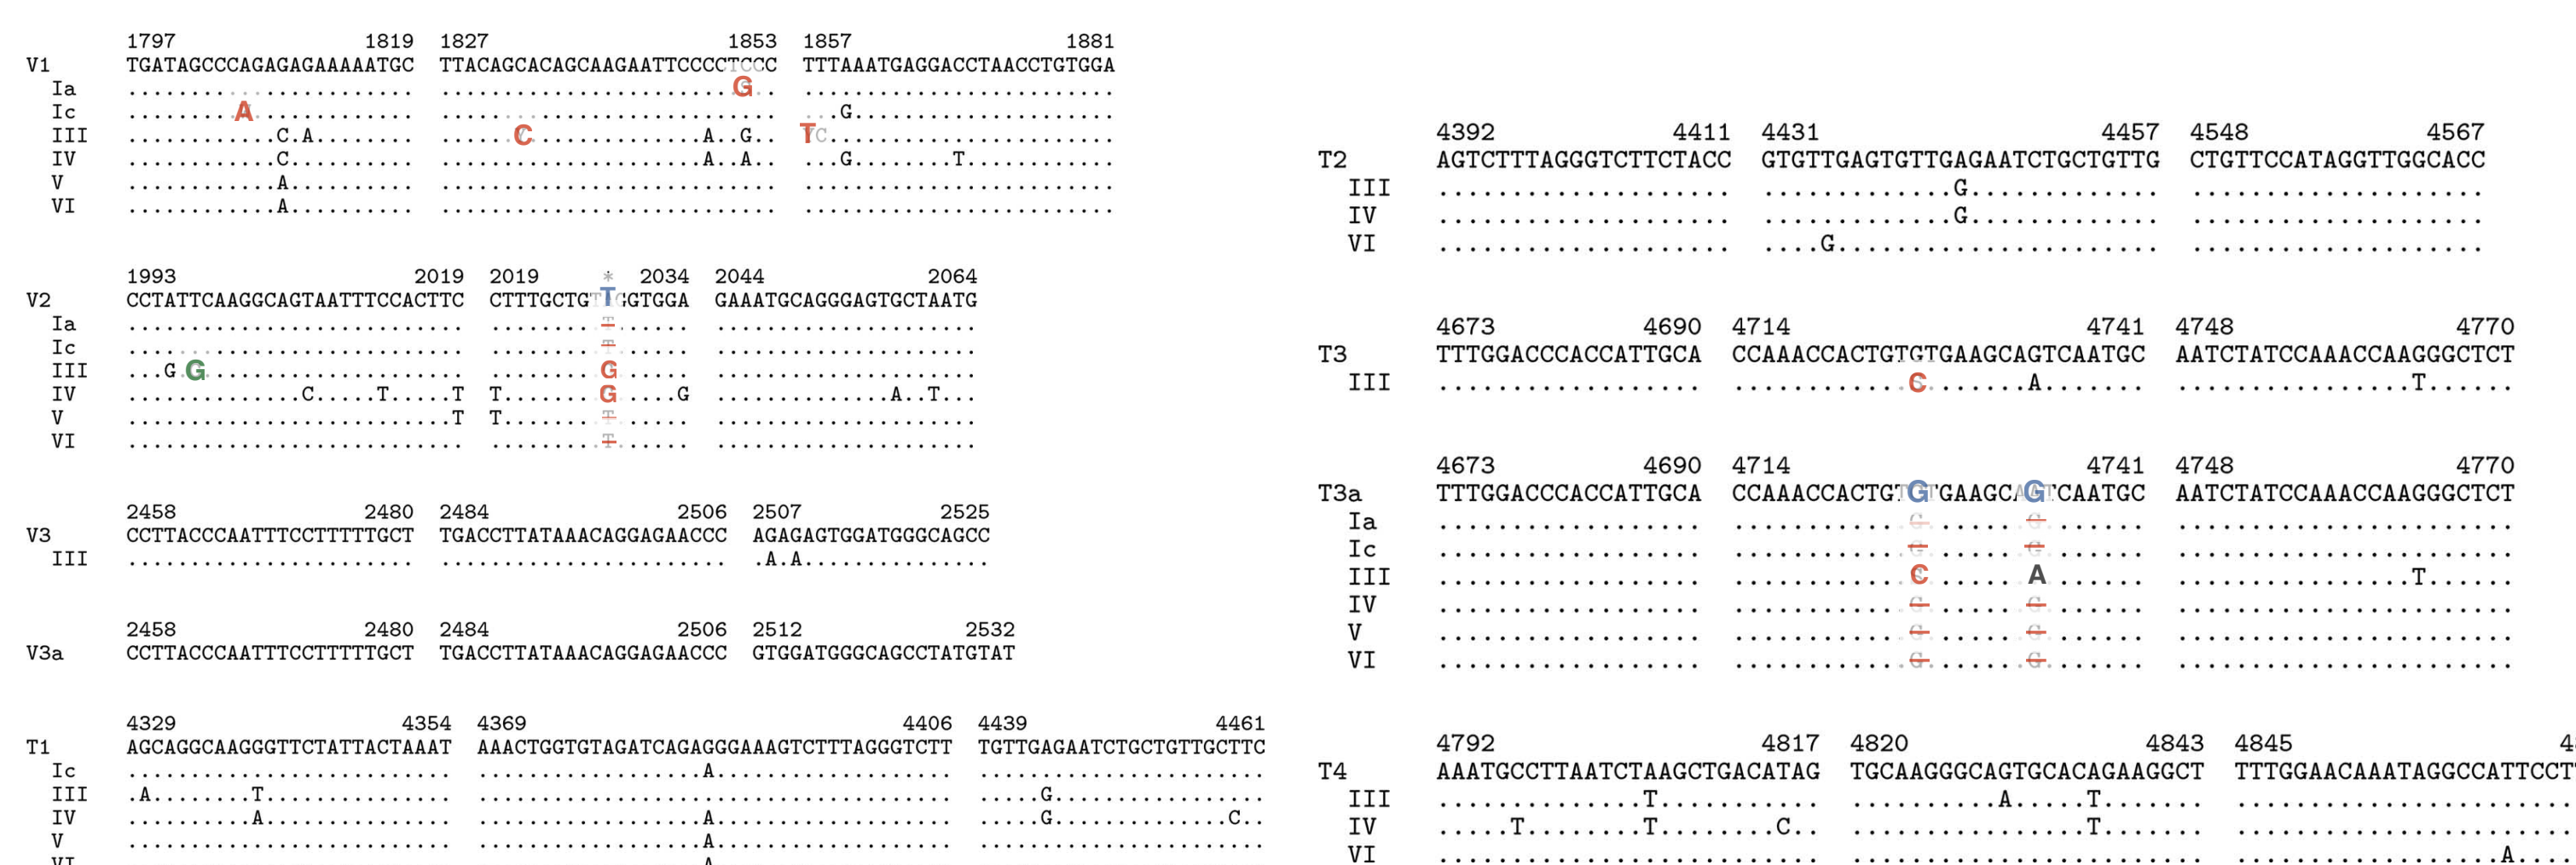 1797 1819 1827 1853 1857 1881
V1 TGATAGCCCAGAGAGAAAAATGC TTACAGCACAGCAAGAATTCCCCTCCC TTTAAATGAGGACCTAACCTGTGGA
Ia ....................... ........................G.. .........................
Ic .........A............. ........................... ...G.....................
III ............C.A........ ......C..............A..G.. TC.......................
IV ............C.......... .....................A..A.. ...G........T............
V ............A.......... ........................... .........................
VI ............A.......... ........................... .........................
1993 2019 2019 * 2034 2044 2064
V2 CCTATTCAAGGCAGTAATTTCCACTTC CTTTGCTGTTGGTGGA GAAATGCAGGGAGTGCTAATG
Ia ........................... .........T...... .....................
Ic ........................... .........T...... .....................
III ...G.G..................... .........G...... .....................
IV ..............C.....T.....T T........G.....G ..............A..T...
V ..........................T T........T...... .....................
VI ........................... .........T...... .....................
2458 2480 2484 2506 2507 2525
V3 CCTTACCCAATTTCCTTTTTGCT TGACCTTATAAACAGGAGAACCC AGAGAGTGGATGGGCAGCC
III ....................... ....................... .A.A...............
2458 2480 2484 2506 2512 2532
V3a CCTTACCCAATTTCCTTTTTGCT TGACCTTATAAACAGGAGAACCC GTGGATGGGCAGCCTATGTAT
4329 4354 4369 4406 4439 4461
T1 AGCAGGCAAGGGTTCTATTACTAAAT AAACTGGTGTAGATCAGAGGGAAAGTCTTTAGGGTCTT TGTTGAGAATCTGCTGTTGCTTC
Ic .......................... ..................A................... .......................
III .A........T............... ...................................... .....G.................
IV ..........A............... ..................A................... .....G..............C..
V .......................... ..................A................... .......................
VI A
4392 4411 4431 4457 4548 4567
T2 AGTCTTTAGGGTCTTCTACC GTGTTGAGTGTTGAGAATCTGCTGTTG CTGTTCCATAGGTTGGCACC
III .................... .............G............. ....................
IV .................... .............G............. ....................
VI .................... ....G...................... ....................
4673 4690 4714 4741 4748 4770
T3 TTTGGACCCACCATTGCA CCAAACCACTGTGTGAAGCAGTCAATGC AATCTATCCAAACCAAGGGCTCT
III .................. ............C.......A....... ................T......
4673 4690 4714 4741 4748 4770
T3a TTTGGACCCACCATTGCA CCAAACCACTGTGTGAAGCAGTCAATGC AATCTATCCAAACCAAGGGCTCT
Ia .................. ............G.......G....... .......................
Ic .................. ............G.......G....... .......................
III .................. ............C.......A....... ................T......
IV .................. ............G.......G....... .......................
V .................. ............G.......G....... .......................
VI .................. ............G.......G....... .......................
4792 4817 4820 4843 4845
T4 AAATGCCTTAATCTAAGCTGACATAG TGCAAGGGCAGTGCACAGAAGGCT TTTGGAACAAATAGGCCATTCCT
III ..............T........... ..........A.....T....... .......................
IV .....T........T........C.. ................T....... .......................
VI .......................... ........................ ..................A....